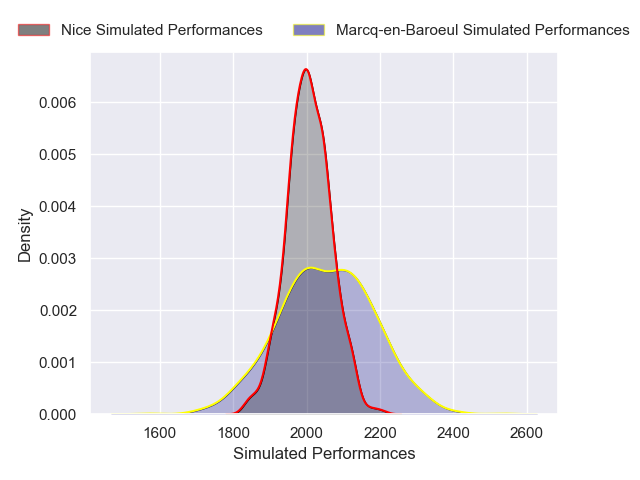 Nice Simulated Performances
Marcq-en-Baroeul Simulated Performances
Density
0.006
0.005
0.004
0.003
0.002
0.001
0.000
1600 1800 2000 2200 2400 2600
Simulated Performances